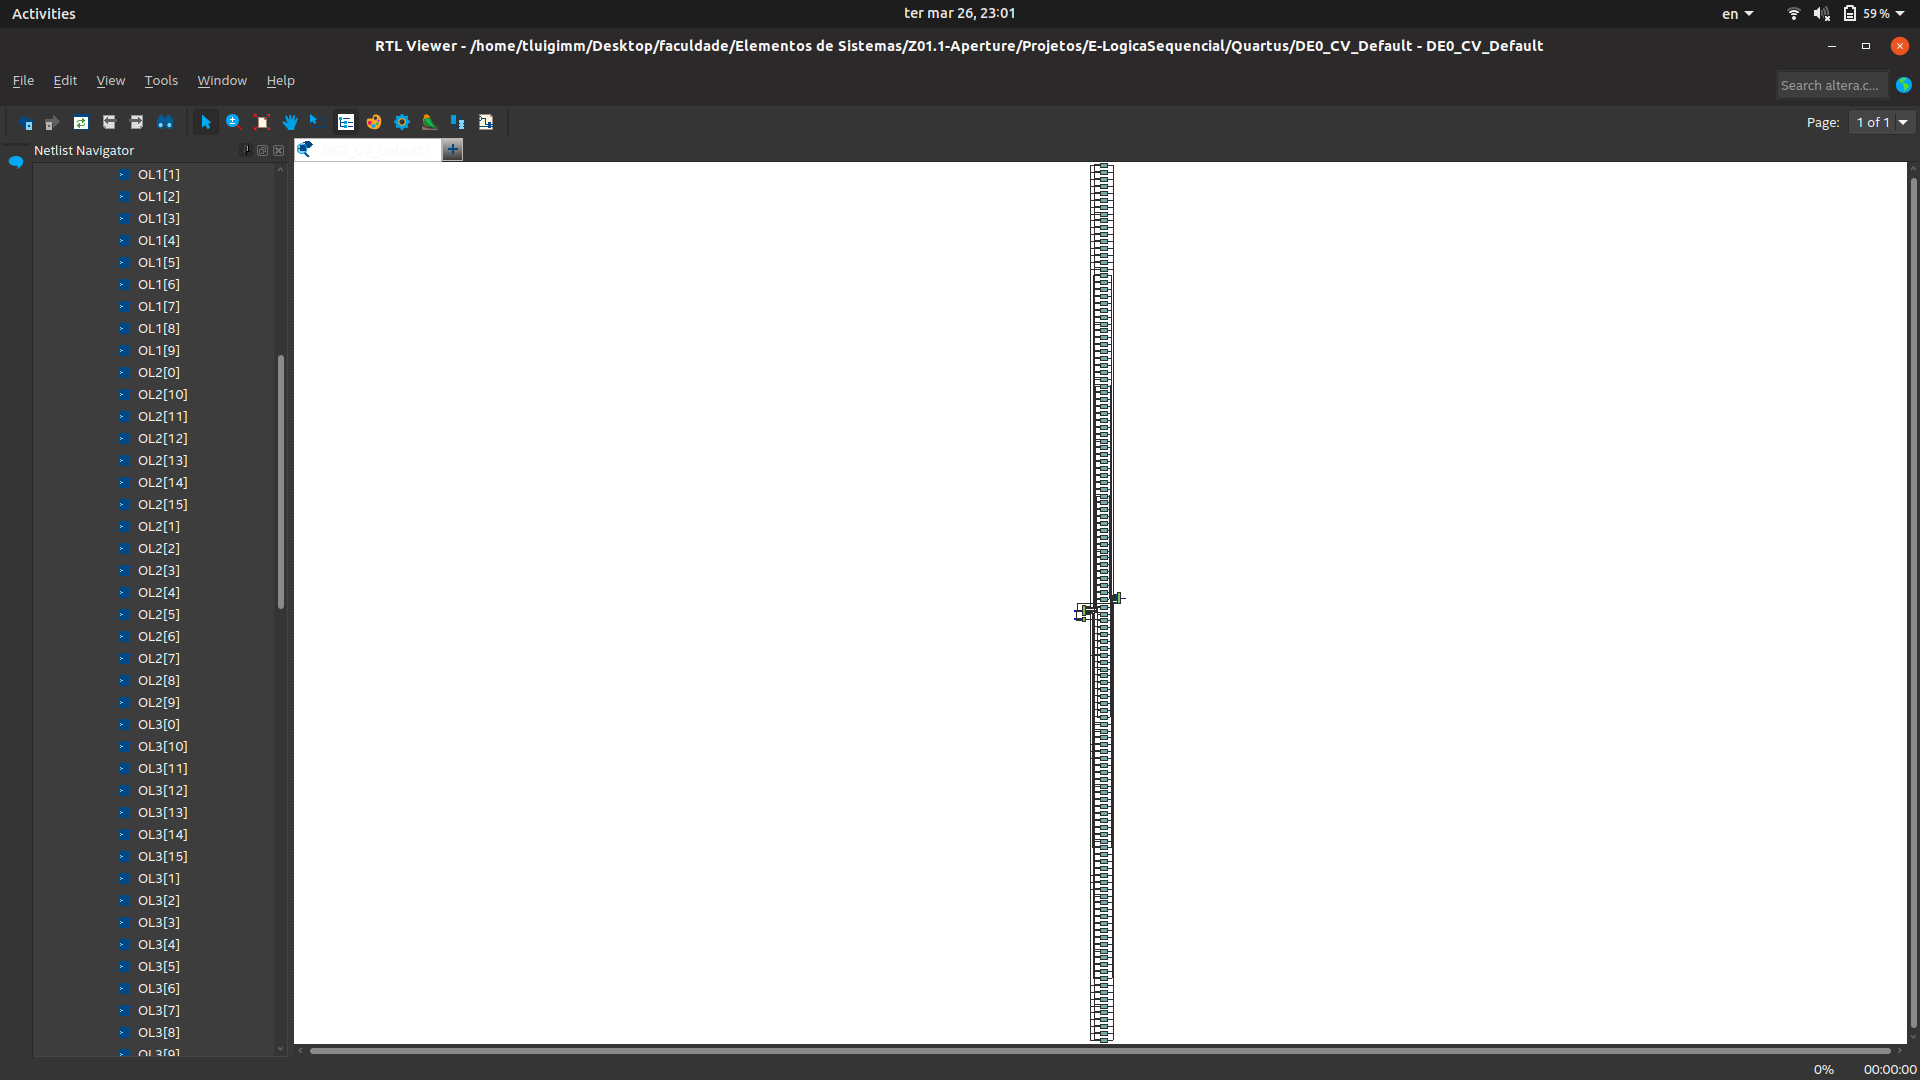 Activities
ter mar 26, 23:01
en
59 %
RTL Viewer - /home/tluigimm/Desktop/faculdade/Elementos de Sistemas/Z01.1-Aperture/Projetos/E-LogicaSequencial/Quartus/DE0_CV_Default - DE0_CV_Default
File Edit View Tools Window Help
Search altera.c...
Page: 1 of 1
Netlist Navigator
OL1[1]
OL1[2]
OL1[3]
OL1[4]
OL1[5]
OL1[6]
OL1[7]
OL1[8]
OL1[9]
OL2[0]
OL2[10]
OL2[11]
OL2[12]
OL2[13]
OL2[14]
OL2[15]
OL2[1]
OL2[2]
OL2[3]
OL2[4]
OL2[5]
OL2[6]
OL2[7]
OL2[8]
OL2[9]
OL3[0]
OL3[10]
OL3[11]
OL3[12]
OL3[13]
OL3[14]
OL3[15]
OL3[1]
OL3[2]
OL3[3]
OL3[4]
OL3[5]
OL3[6]
OL3[7]
OL3[8]
OL3[9]
0%
00:00:00